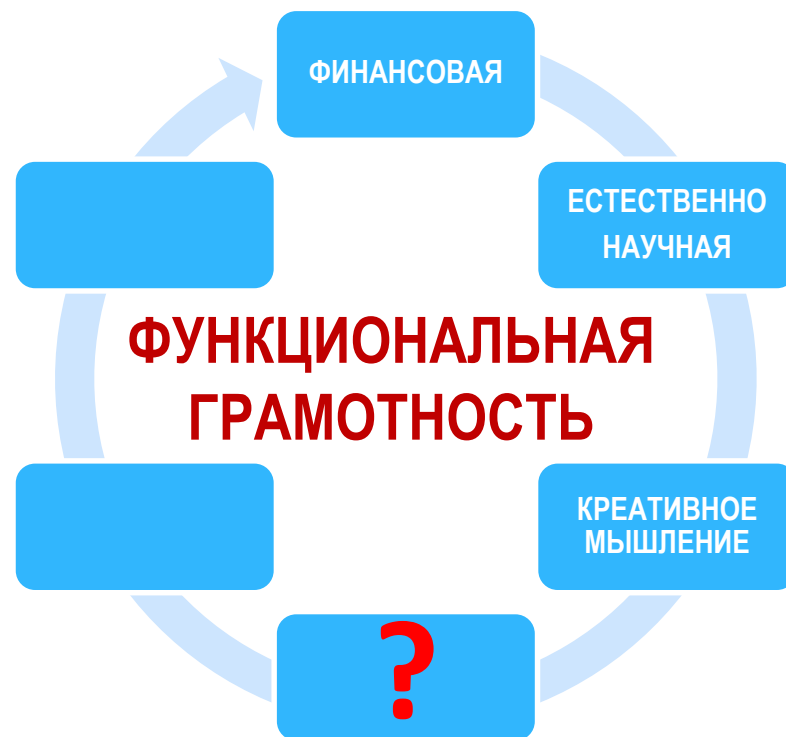 ФИНАНСОВАЯ
ЕСТЕСТВЕННО
НАУЧНАЯ
ФУНКЦИОНАЛЬНАЯ
ГРАМОТНОСТЬ
КРЕАТИВНОЕ
МЫШЛЕНИЕ
?